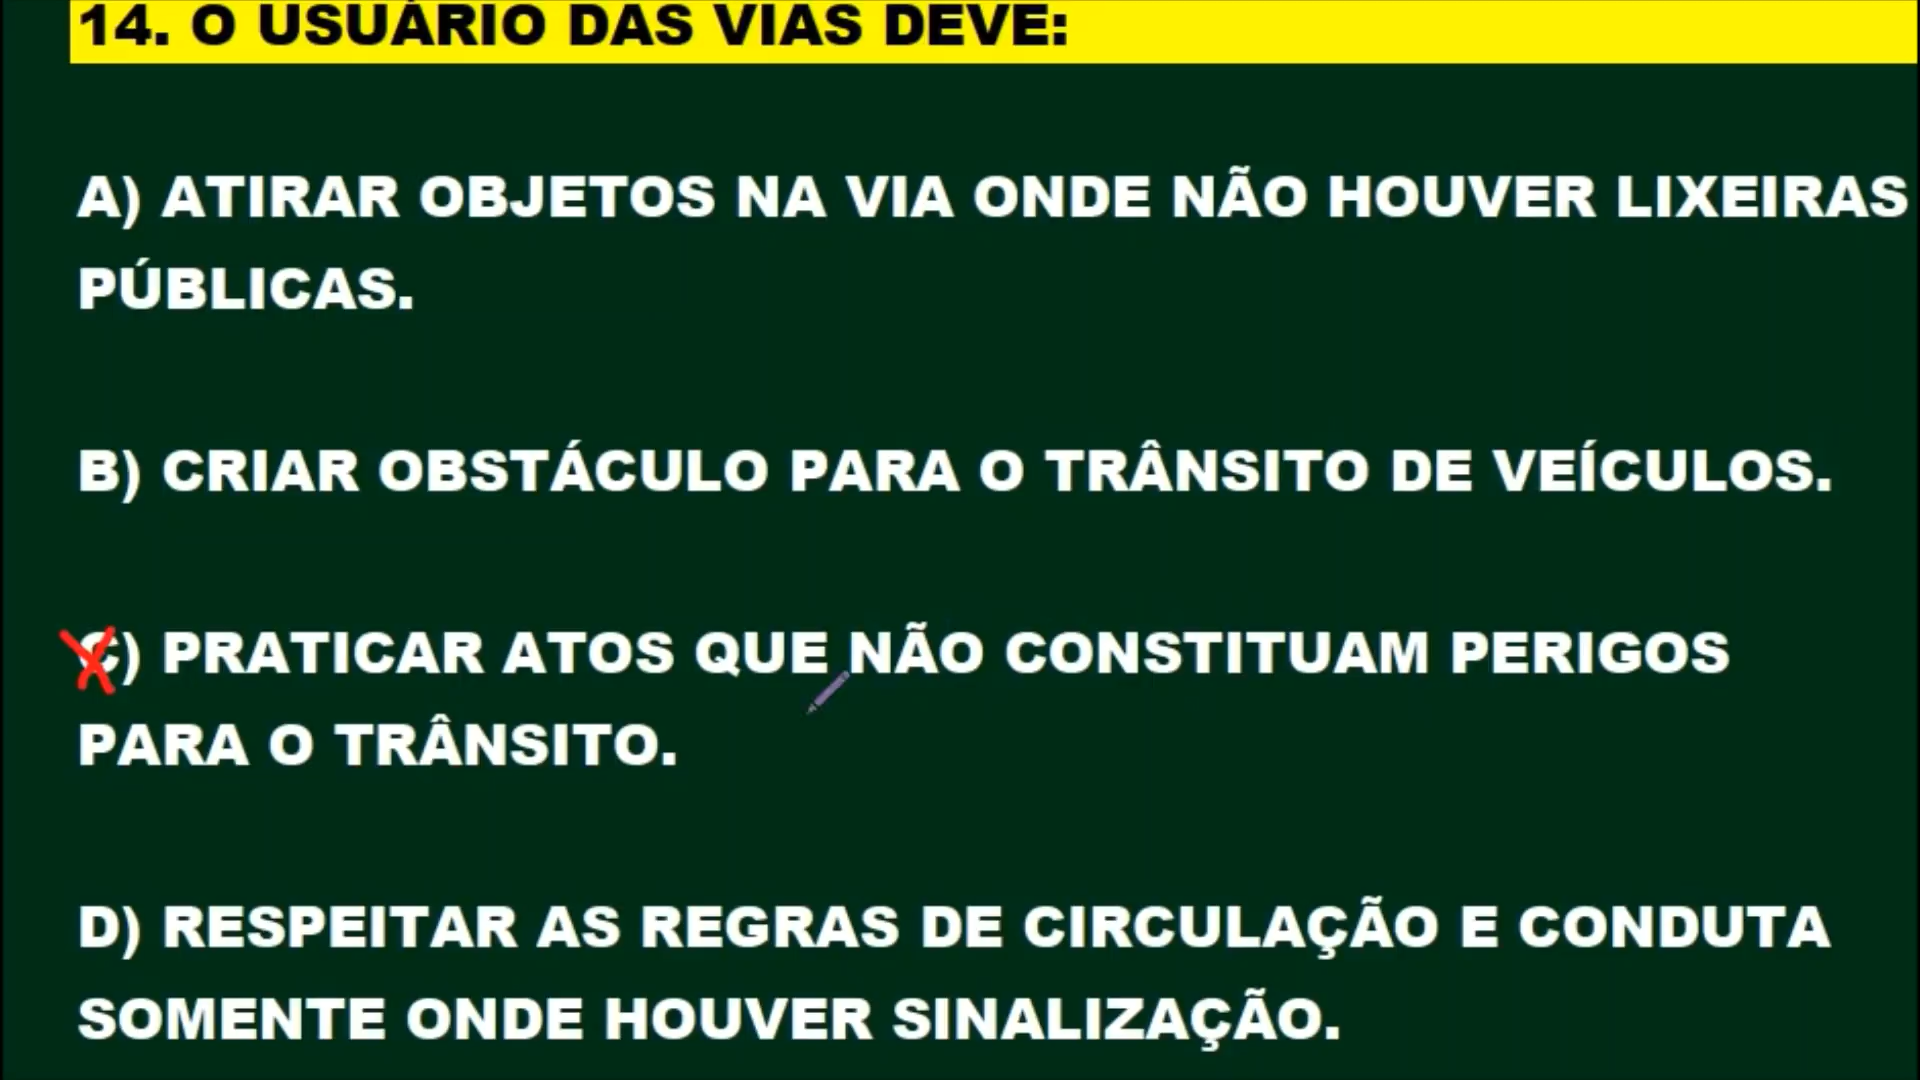 14. O USUÁRIO DAS VIAS DEVE:
A) ATIRAR OBJETOS NA VIA ONDE NÃO HOUVER LIXEIRAS
PÚBLICAS.
B) CRIAR OBSTÁCULO PARA O TRÂNSITO DE VEÍCULOS.
C) PRATICAR ATOS QUE NÃO CONSTITUAM PERIGOS
PARA O TRÂNSITO.
D) RESPEITAR AS REGRAS DE CIRCULAÇÃO E CONDUTA
SOMENTE ONDE HOUVER SINALIZAÇÃO.